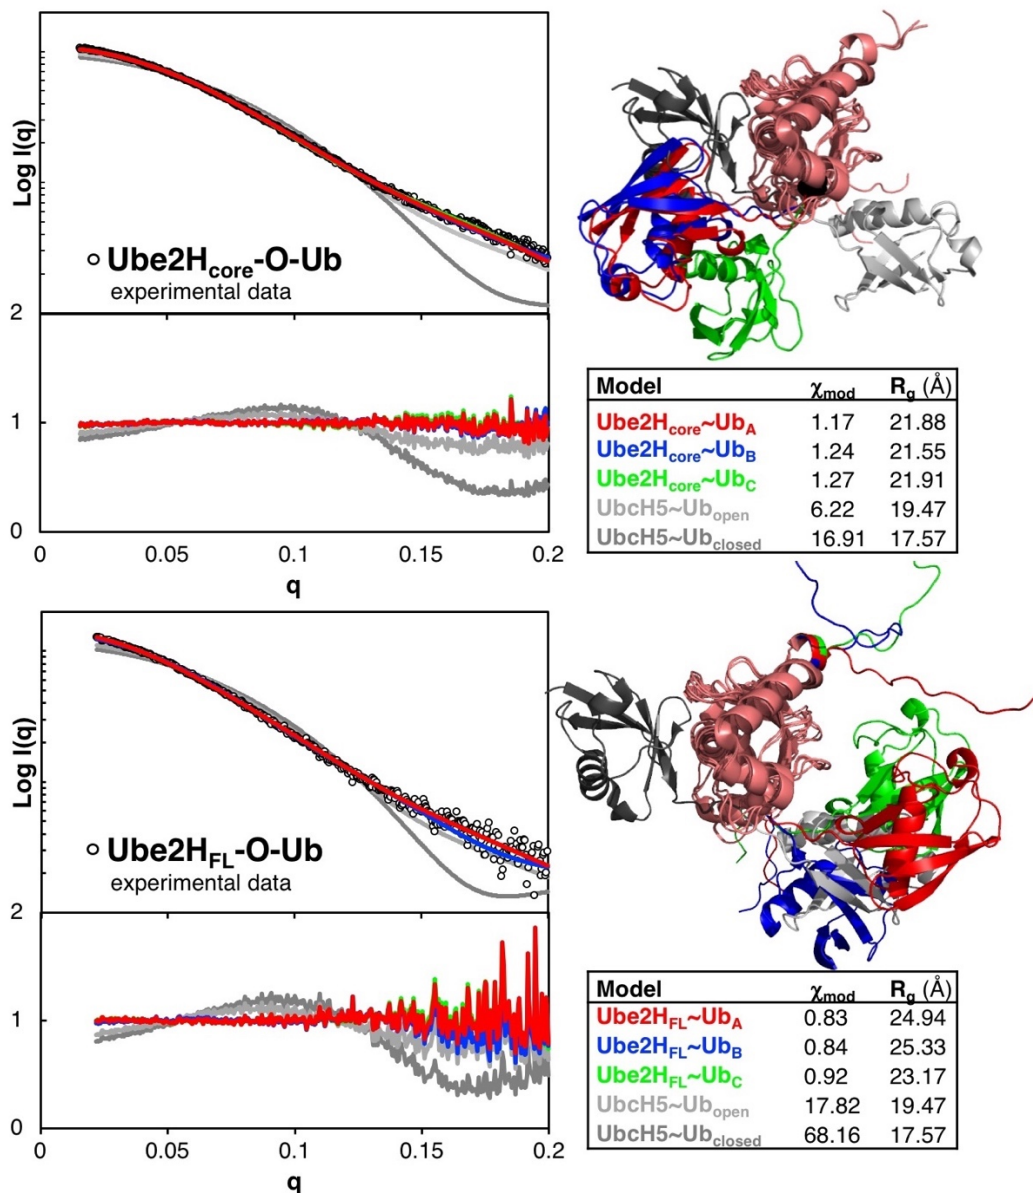 Log I(q)
Ube2Hcore-O-Ub
experimental data
2
1
0
0 0.05 0.1 0.15 0.2
q
Model χmod Rg (Å)
Ube2Hcore~UbA 1.17 21.88
Ube2Hcore~UbB 1.24 21.55
Ube2Hcore~UbC 1.27 21.91
UbcH5~Ubopen 6.22 19.47
UbcH5~Ubclosed 16.91 17.57
Log I(q)
Ube2HFL-O-Ub
experimental data
2
1
0
0 0.05 0.1 0.15 0.2
q
Model χmod Rg (Å)
Ube2HFL~UbA 0.83 24.94
Ube2HFL~UbB 0.84 25.33
Ube2HFL~UbC 0.92 23.17
UbcH5~Ubopen 17.82 19.47
UbcH5~Ubclosed 68.16 17.57